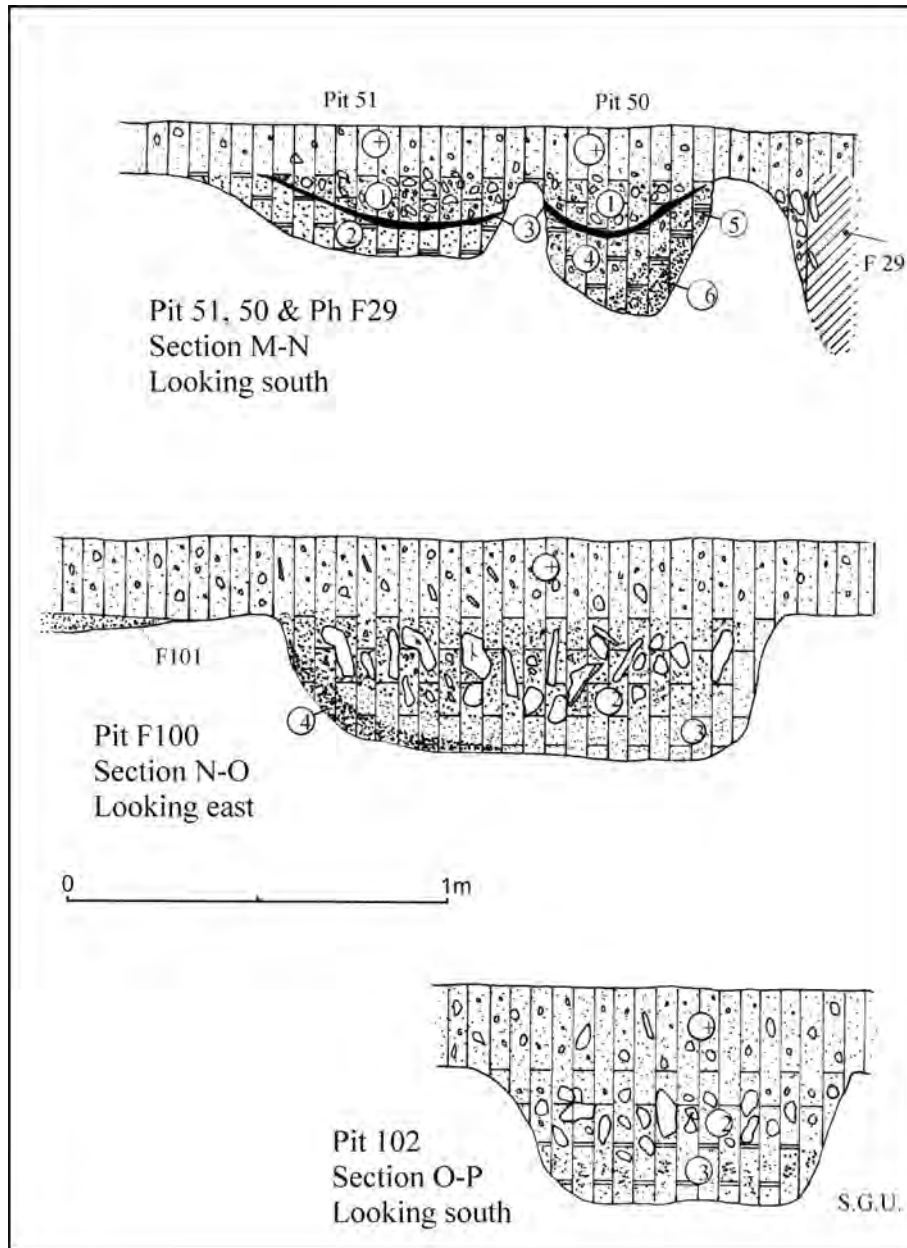 Pit 51 Pit 50
+ +
1 1
2 3 5
4
F 29
6
Pit 51, 50 & Ph F29
Section M-N
Looking south
+
F101
2
4 3
Pit F100
Section N-O
Looking east
0 1m
+
2
3
Pit 102
Section O-P
Looking south
S.G.U.